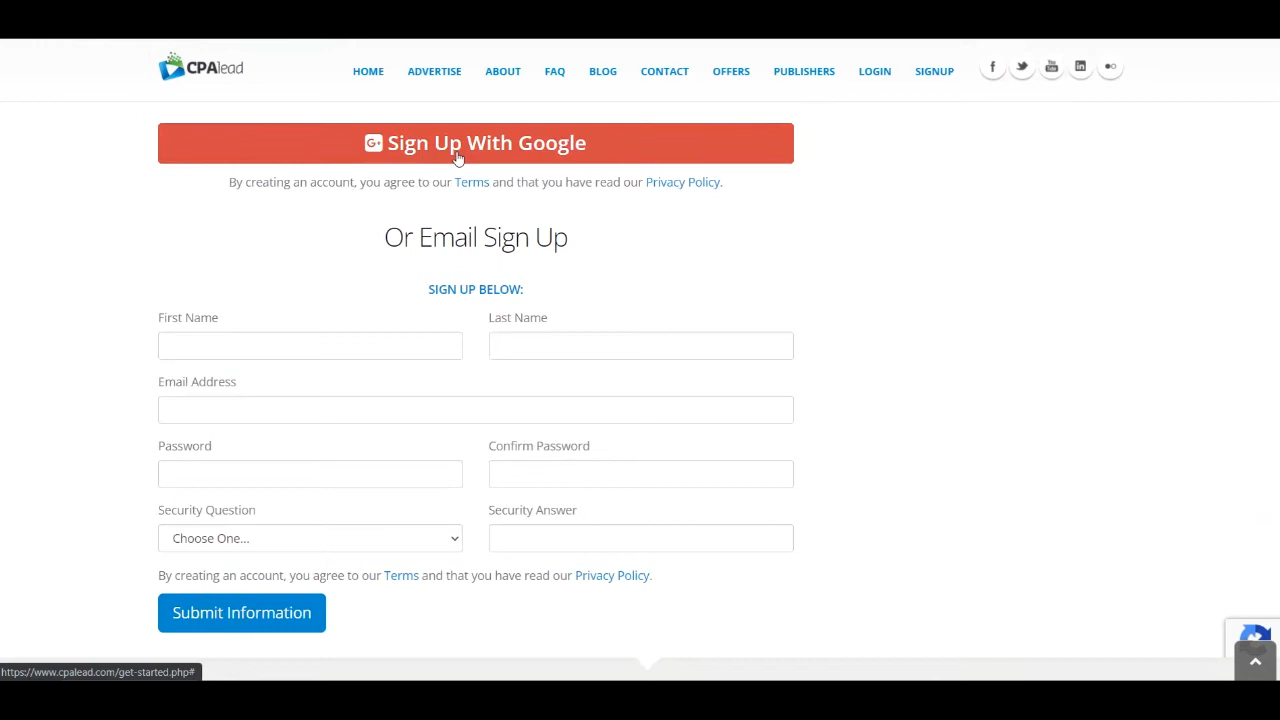 CPAlead
HOME ADVERTISE ABOUT FAQ BLOG CONTACT OFFERS PUBLISHERS LOGIN SIGNUP
Sign Up With Google
By creating an account, you agree to our Terms and that you have read our Privacy Policy.
Or Email Sign Up
SIGN UP BELOW:
First Name Last Name
Email Address
Password Confirm Password
Security Question Security Answer
Choose One...
By creating an account, you agree to our Terms and that you have read our Privacy Policy.
Submit Information
https://www.cpalead.com/get-started.php#